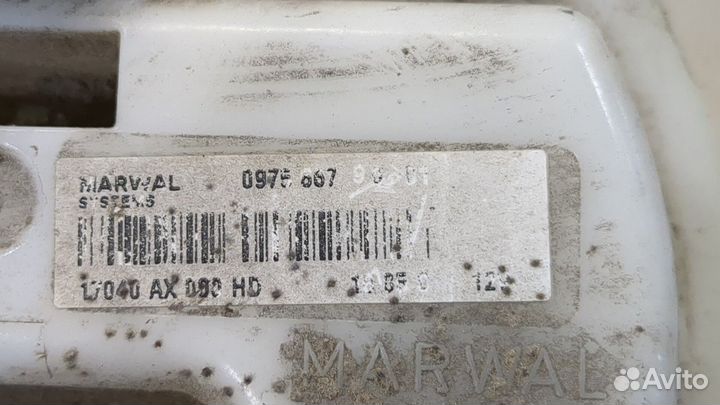 MARWAL 0975 667
SYSTEMS
17040 AX 090 HD
MARWAL
Avito